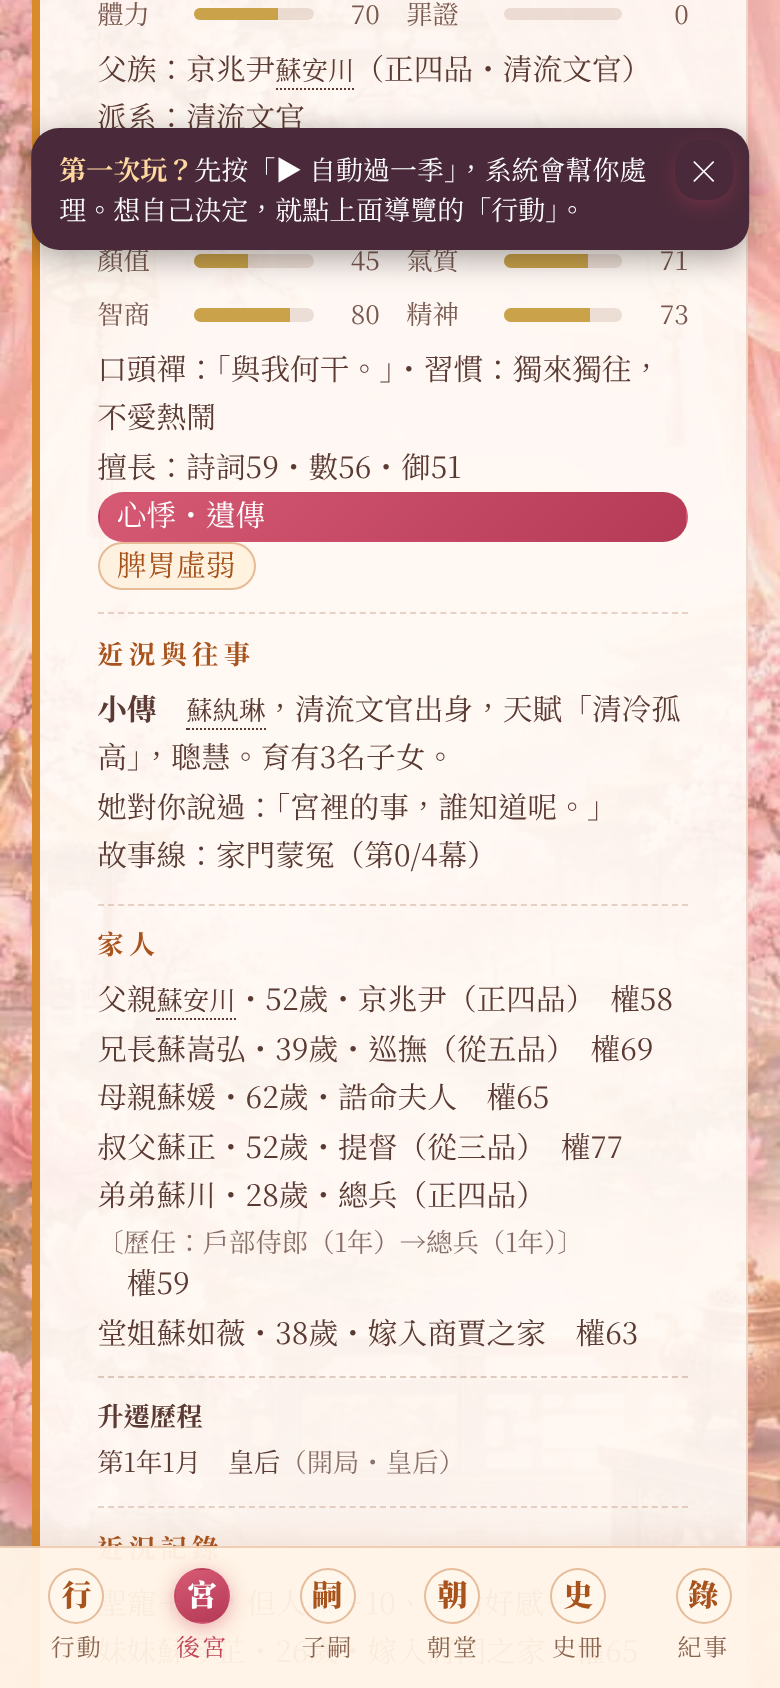 體力 70 罪證 0
父族：京兆尹蘇安川（正四品・清流文官）
派系：清流文官
第一次玩？先按「▶ 自動過一季」，系統會幫你處
理。想自己決定，就點上面導覽的「行動」。
顏值 45 氣質 71
智商 80 精神 73
口頭禪：「與我何干。」・習慣：獨來獨往，
不愛熱鬧
擅長：詩詞59・數56・御51
心悸・遺傳
脾胃虛弱
近況與往事
小傳　蘇紈琳，清流文官出身，天賦「清冷孤
高」，聰慧。育有3名子女。
她對你說過：「宮裡的事，誰知道呢。」
故事線：家門蒙冤（第0/4幕）
家人
父親蘇安川・52歲・京兆尹（正四品）　權58
兄長蘇嵩弘・39歲・巡撫（從五品）　權69
母親蘇媛・62歲・誥命夫人　權65
叔父蘇正・52歲・提督（從三品）　權77
弟弟蘇川・28歲・總兵（正四品）
〔歷任：戶部侍郎（1年）→總兵（1年）〕
權59
堂姐蘇如薇・38歲・嫁入商賈之家　權63
升遷歷程
第1年1月　皇后（開局・皇后）
近況記錄
行 宮 嗣 朝 史 錄
行動 後宮 子嗣 朝堂 史冊 紀事